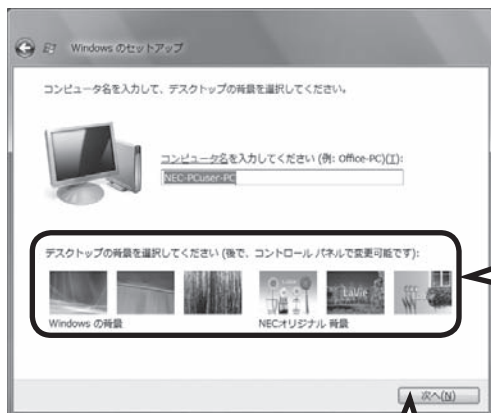 Windows のセットアップ
コンピュータ名を入力して、デスクトップの背景を選択してください。
コンピュータ名を入力してください (例: Office-PC)(T):
NEC-PCuser-PC
デスクトップの背景を選択してください (後で、コントロール パネルで変更可能です):
LaVie
Windows の背景
NECオリジナル 背景
次へ(N)